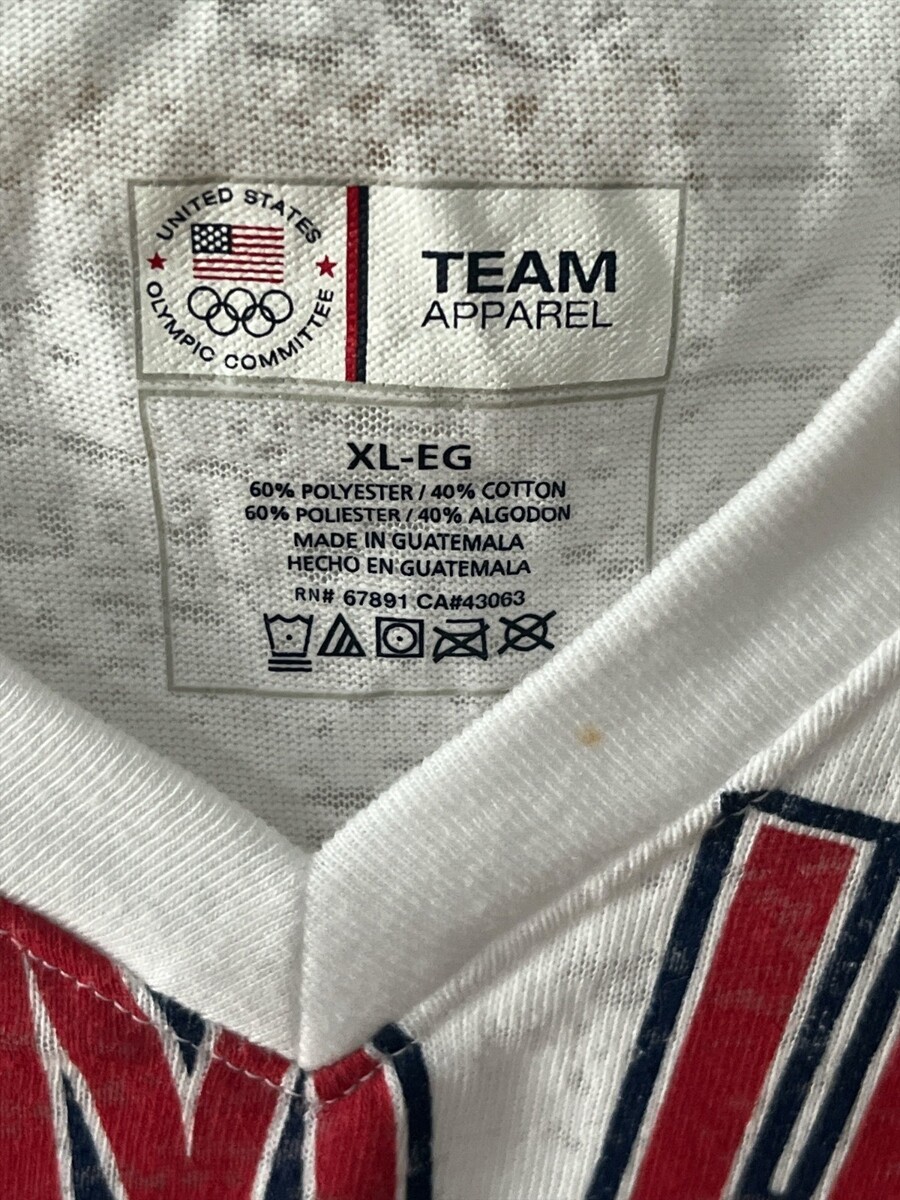 UNITED STATES
OLYMPIC COMMITTEE
TEAM
APPAREL
XL-EG
60% POLYESTER / 40% COTTON
60% POLIESTER / 40% ALGODON
MADE IN GUATEMALA
HECHO EN GUATEMALA
RN# 67891 CA#43063